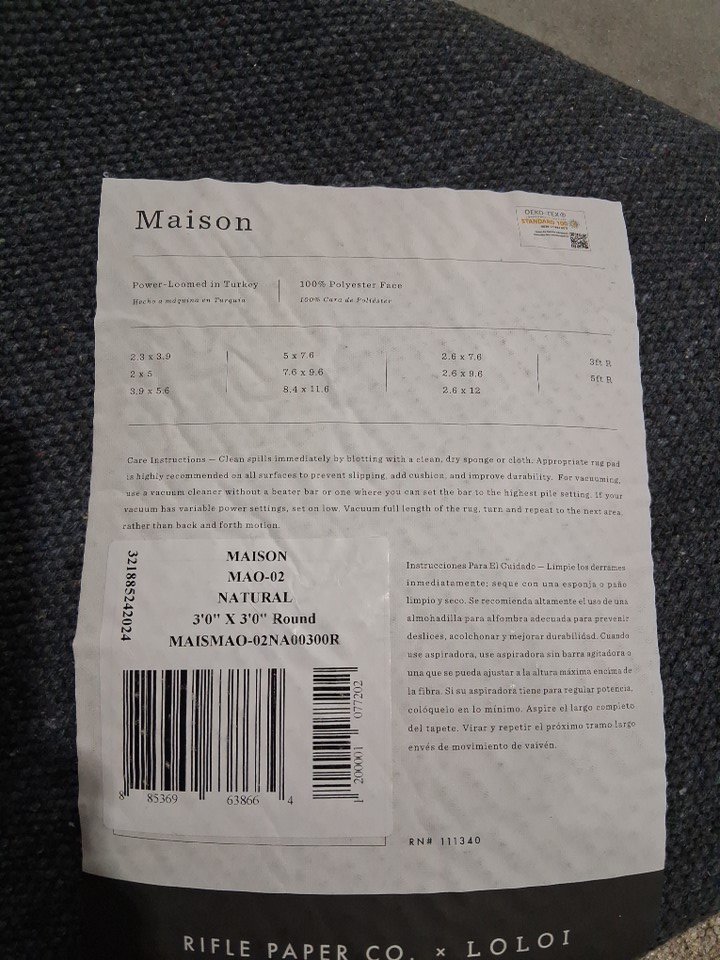 Maison
OEKO-TEX®
STANDARD 100
Power-Loomed in Turkey
Hecho a máquina en Turquía
100% Polyester Face
100% Cara de Poliéster
2.3 x 3.9
2 x 5
3.9 x 5.6
5 x 7.6
7.6 x 9.6
8.4 x 11.6
2.6 x 7.6
2.6 x 9.6
2.6 x 12
3ft R
5ft R
Care Instructions — Clean spills immediately by blotting with a clean, dry sponge or cloth. Appropriate rug pad
is highly recommended on all surfaces to prevent slipping, add cushion, and improve durability. For vacuuming,
use a vacuum cleaner without a beater bar or one where you can set the bar to the highest pile setting. If your
vacuum has variable power settings, set on low. Vacuum full length of the rug, turn and repeat to the next area,
rather than back and forth motion.
321885242024
MAISON
MAO-02
NATURAL
3'0" X 3'0" Round
MAISMAO-02NA00300R
8 85369 63866 4
1200001 077202
Instrucciones Para El Cuidado — Limpie los derrames
inmediatamente; seque con una esponja o paño
limpio y seco. Se recomienda altamente el uso de una
almohadilla para alfombra adecuada para prevenir
deslices, acolchonar y mejorar durabilidad. Cuando
use aspiradora, use aspiradora sin barra agitadora o
una que se pueda ajustar a la altura máxima encima de
la fibra. Si su aspiradora tiene para regular potencia,
colóquelo en lo mínimo. Aspire el largo completo
del tapete. Virar y repetir el próximo tramo largo
envés de movimiento de vaivén.
RN# 111340
RIFLE PAPER CO. × LOLOI